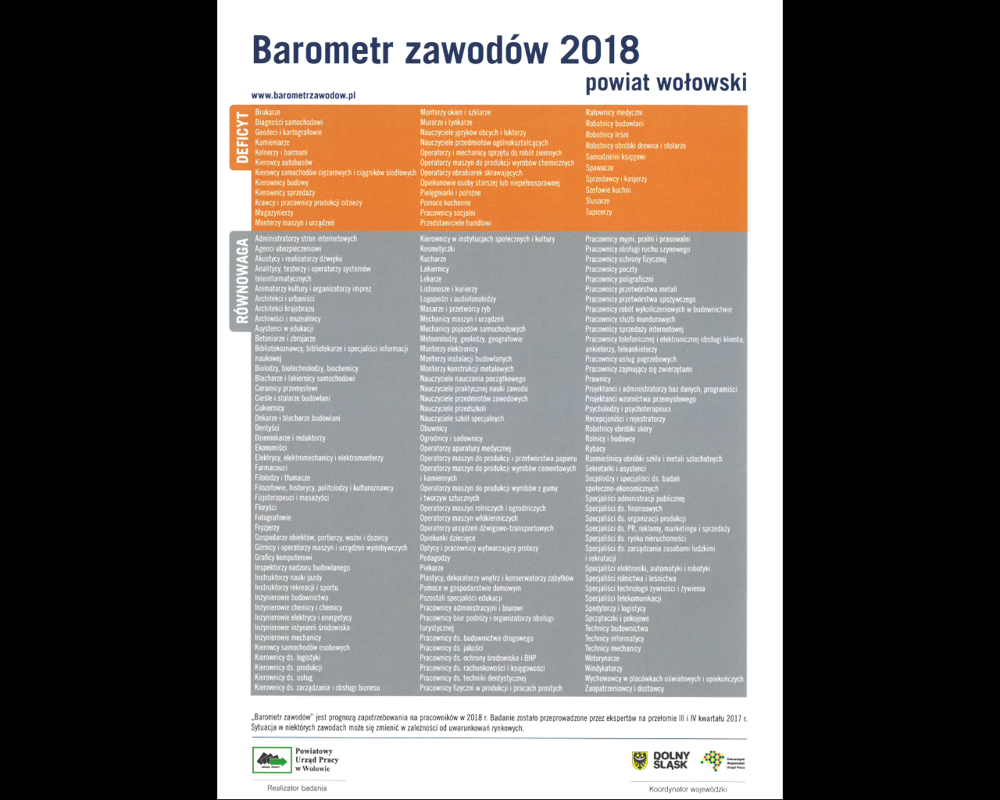 Barometr zawodów 2018
powiat wołowski
www.barometrzawodow.pl
DEFICYT
Brukarze
Diagności samochodowi
Geodeci i kartografowie
Kamieniarze
Kelnerzy i barmani
Kierowcy autobusów
Kierowcy samochodów ciężarowych i ciągników siodłowych
Kierownicy budowy
Kierownicy sprzedaży
Krawcy i pracownicy produkcji odzieży
Magazynierzy
Monterzy maszyn i urządzeń
Monterzy okien i szklarze
Murarze i tynkarze
Nauczyciele języków obcych i lektorzy
Nauczyciele przedmiotów ogólnokształcących
Operatorzy i mechanicy sprzętu do robót ziemnych
Operatorzy maszyn do produkcji wyrobów chemicznych
Operatorzy obrabiarek skrawających
Opiekunowie osoby starszej lub niepełnosprawnej
Pielęgniarki i położne
Pomoce kuchenne
Pracownicy socjalni
Przedstawiciele handlowi
Ratownicy medyczni
Robotnicy budowlani
Robotnicy leśni
Robotnicy obróbki drewna i stolarze
Samodzielni księgowi
Spawacze
Sprzedawcy i kasjerzy
Szefowie kuchni
Ślusarze
Tapicerzy
RÓWNOWAGA
Administratorzy stron internetowych
Agenci ubezpieczeniowi
Akustycy i realizatorzy dźwięku
Analitycy, testerzy i operatorzy systemów
teleinformatycznych
Animatorzy kultury i organizatorzy imprez
Architekci i urbaniści
Architekci krajobrazu
Archiwiści i muzealnicy
Asystenci w edukacji
Betoniarze i zbrojarze
Bibliotekoznawcy, bibliotekarze i specjaliści informacji
naukowej
Biolodzy, biotechnolodzy, biochemicy
Blacharze i lakiernicy samochodowi
Ceramicy przemysłowi
Cieśle i stolarze budowlani
Cukiernicy
Dekarze i blacharze budowlani
Dentyści
Dziennikarze i redaktorzy
Ekonomiści
Elektrycy, elektromechanicy i elektromonterzy
Farmaceuci
Filolodzy i tłumacze
Filozofowie, historycy, politolodzy i kulturoznawcy
Fizjoterapeuci i masażyści
Floryści
Fotografowie
Fryzjerzy
Gospodarze obiektów, portierzy, woźni i dozorcy
Górnicy i operatorzy maszyn i urządzeń wydobywczych
Graficy komputerowi
Inspektorzy nadzoru budowlanego
Instruktorzy nauki jazdy
Instruktorzy rekreacji i sportu
Inżynierowie budownictwa
Inżynierowie chemicy i chemicy
Inżynierowie elektrycy i energetycy
Inżynierowie inżynierii środowiska
Inżynierowie mechanicy
Kierowcy samochodów osobowych
Kierownicy ds. logistyki
Kierownicy ds. produkcji
Kierownicy ds. usług
Kierownicy ds. zarządzania i obsługi biznesu
Kierownicy w instytucjach społecznych i kultury
Kosmetyczki
Kucharze
Lakiernicy
Lekarze
Listonosze i kurierzy
Logopedzi i audiofonolodzy
Masarze i przetwórcy ryb
Mechanicy maszyn i urządzeń
Mechanicy pojazdów samochodowych
Meteorolodzy, geolodzy, geografowie
Monterzy elektronicy
Monterzy instalacji budowlanych
Monterzy konstrukcji metalowych
Nauczyciele nauczania początkowego
Nauczyciele praktycznej nauki zawodu
Nauczyciele przedmiotów zawodowych
Nauczyciele przedszkoli
Nauczyciele szkół specjalnych
Obuwnicy
Ogrodnicy i sadownicy
Operatorzy aparatury medycznej
Operatorzy maszyn do produkcji i przetwórstwa papieru
Operatorzy maszyn do produkcji wyrobów cementowych
i kamiennych
Operatorzy maszyn do produkcji wyrobów z gumy
i tworzyw sztucznych
Operatorzy maszyn rolniczych i ogrodniczych
Operatorzy maszyn włókienniczych
Operatorzy urządzeń dźwigowo-transportowych
Opiekunki dziecięce
Optycy i pracownicy wytwarzający protezy
Pedagodzy
Piekarze
Plastycy, dekoratorzy wnętrz i konserwatorzy zabytków
Pomoce w gospodarstwie domowym
Pozostali specjaliści edukacji
Pracownicy administracyjni i biurowi
Pracownicy biur podróży i organizatorzy obsługi
turystycznej
Pracownicy ds. budownictwa drogowego
Pracownicy ds. jakości
Pracownicy ds. ochrony środowiska i BHP
Pracownicy ds. rachunkowości i księgowości
Pracownicy ds. techniki dentystycznej
Pracownicy fizyczni w produkcji i pracach prostych
Pracownicy myjni, pralni i prasowalni
Pracownicy obsługi ruchu szynowego
Pracownicy ochrony fizycznej
Pracownicy poczty
Pracownicy poligraficzni
Pracownicy przetwórstwa metali
Pracownicy przetwórstwa spożywczego
Pracownicy robót wykończeniowych w budownictwie
Pracownicy służb mundurowych
Pracownicy sprzedaży internetowej
Pracownicy telefonicznej i elektronicznej obsługi klienta,
ankieterzy, teleankieterzy
Pracownicy usług pogrzebowych
Pracownicy zajmujący się zwierzętami
Prawnicy
Projektanci i administratorzy baz danych, programiści
Projektanci wzornictwa przemysłowego
Psycholodzy i psychoterapeuci
Recepcjoniści i rejestratorzy
Robotnicy obróbki skóry
Rolnicy i hodowcy
Rybacy
Rzemieślnicy obróbki szkła i metali szlachetnych
Sekretarki i asystenci
Socjolodzy i specjaliści ds. badań
społeczno-ekonomicznych
Specjaliści administracji publicznej
Specjaliści ds. finansowych
Specjaliści ds. organizacji produkcji
Specjaliści ds. PR, reklamy, marketingu i sprzedaży
Specjaliści ds. rynku nieruchomości
Specjaliści ds. zarządzania zasobami ludzkimi
i rekrutacji
Specjaliści elektroniki, automatyki i robotyki
Specjaliści rolnictwa i leśnictwa
Specjaliści technologii żywności i żywienia
Specjaliści telekomunikacji
Spedytorzy i logistycy
Sprzątaczki i pokojowe
Technicy budownictwa
Technicy informatycy
Technicy mechanicy
Weterynarze
Windykatorzy
Wychowawcy w placówkach oświatowych i opiekuńczych
Zaopatrzeniowcy i dostawcy
„Barometr zawodów" jest prognozą zapotrzebowania na pracowników w 2018 r. Badanie zostało przeprowadzone przez ekspertów na przełomie III i IV kwartału 2017 r.
Sytuacja w niektórych zawodach może się zmienić w zależności od uwarunkowań rynkowych.
URZĄD PRACY
Powiatowy
Urząd Pracy
w Wołowie
Realizator badania
DOLNY
ŚLĄSK
Dolnośląski
Wojewódzki
Urząd Pracy
Koordynator wojewódzki